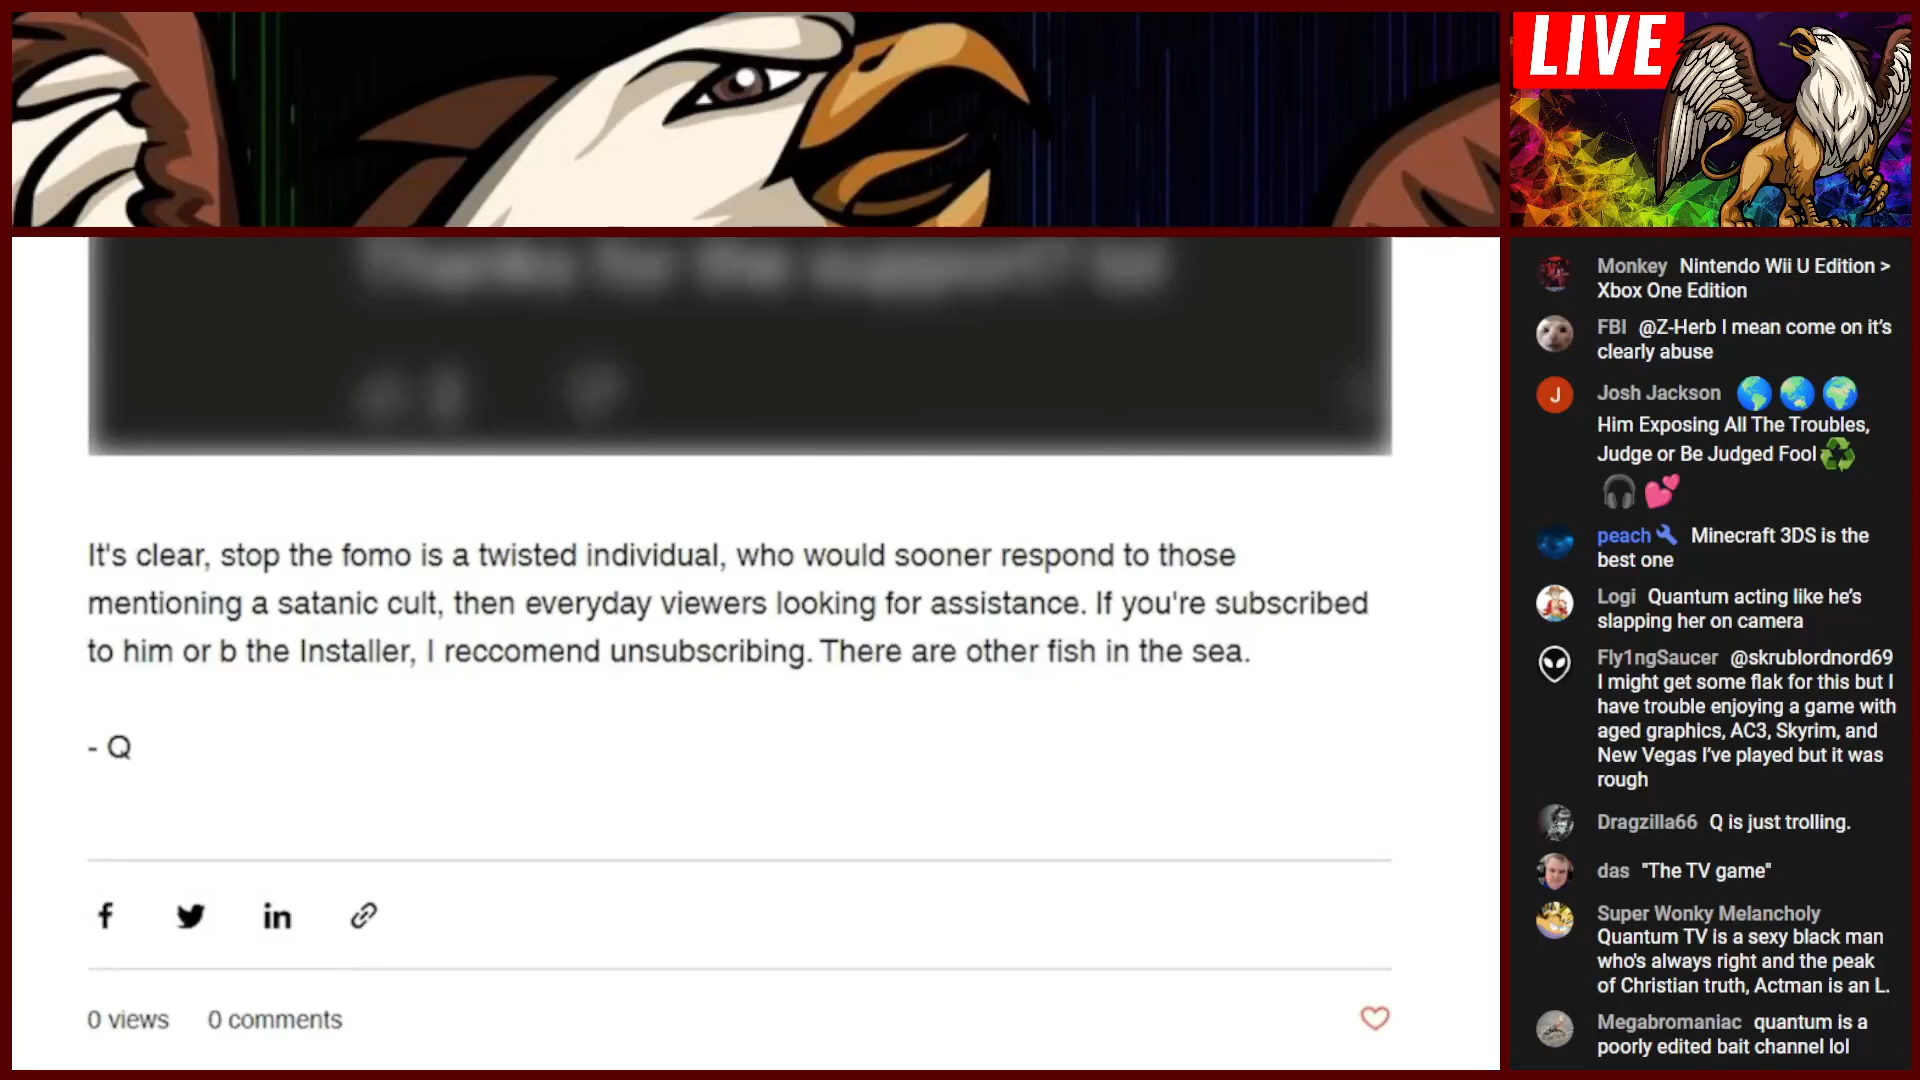 LIVE
Thanks for the support!
It's clear, stop the fomo is a twisted individual, who would sooner respond to those
mentioning a satanic cult, then everyday viewers looking for assistance. If you're subscribed
to him or b the Installer, I reccomend unsubscribing. There are other fish in the sea.
- Q
0 views 0 comments
Monkey Nintendo Wii U Edition >
Xbox One Edition
FBI @Z-Herb I mean come on it’s
clearly abuse
J
Josh Jackson
Him Exposing All The Troubles,
Judge or Be Judged Fool
peach Minecraft 3DS is the
best one
Logi Quantum acting like he’s
slapping her on camera
Fly1ngSaucer @skrublordnord69
I might get some flak for this but I
have trouble enjoying a game with
aged graphics, AC3, Skyrim, and
New Vegas I’ve played but it was
rough
Dragzilla66 Q is just trolling.
das "The TV game"
Super Wonky Melancholy
Quantum TV is a sexy black man
who's always right and the peak
of Christian truth, Actman is an L.
Megabromaniac quantum is a
poorly edited bait channel lol